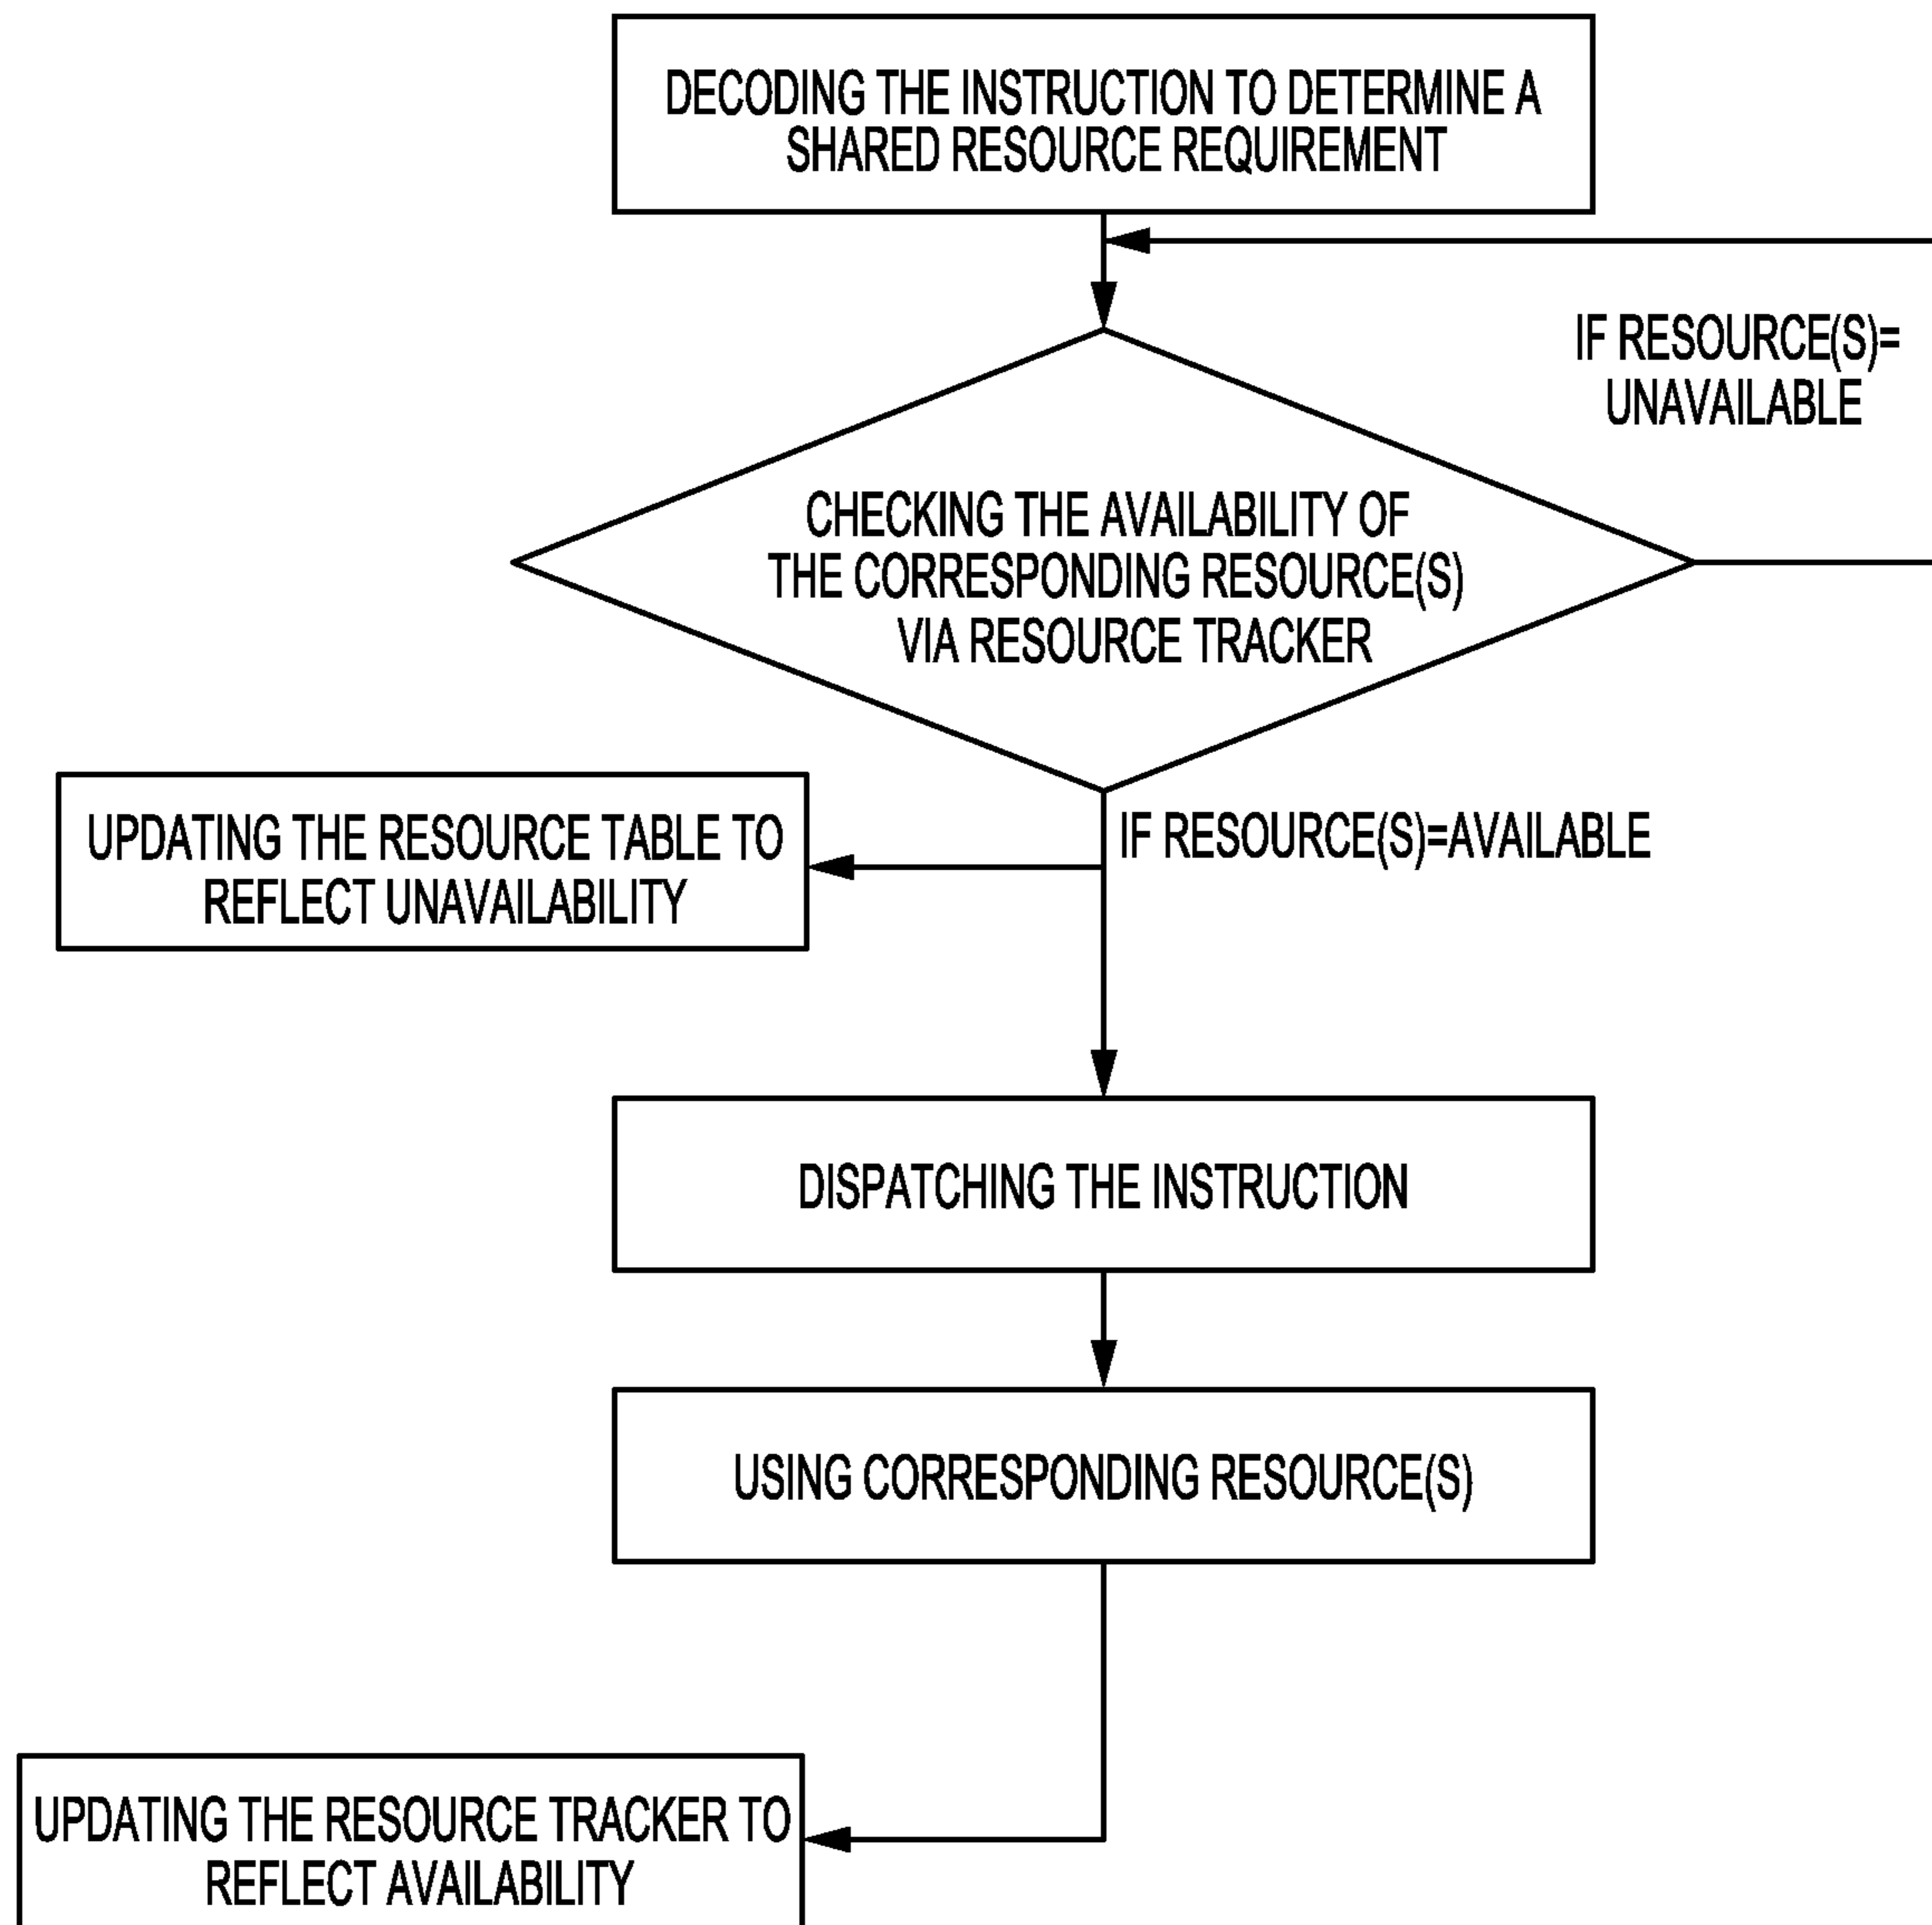 DECODING THE INSTRUCTION TO DETERMINE A
SHARED RESOURCE REQUIREMENT
IF RESOURCE(S)=
UNAVAILABLE
CHECKING THE AVAILABILITY OF
THE CORRESPONDING RESOURCE(S)
VIA RESOURCE TRACKER
IF RESOURCE(S)=AVAILABLE
UPDATING THE RESOURCE TABLE TO
REFLECT UNAVAILABILITY
DISPATCHING THE INSTRUCTION
USING CORRESPONDING RESOURCE(S)
UPDATING THE RESOURCE TRACKER TO
REFLECT AVAILABILITY